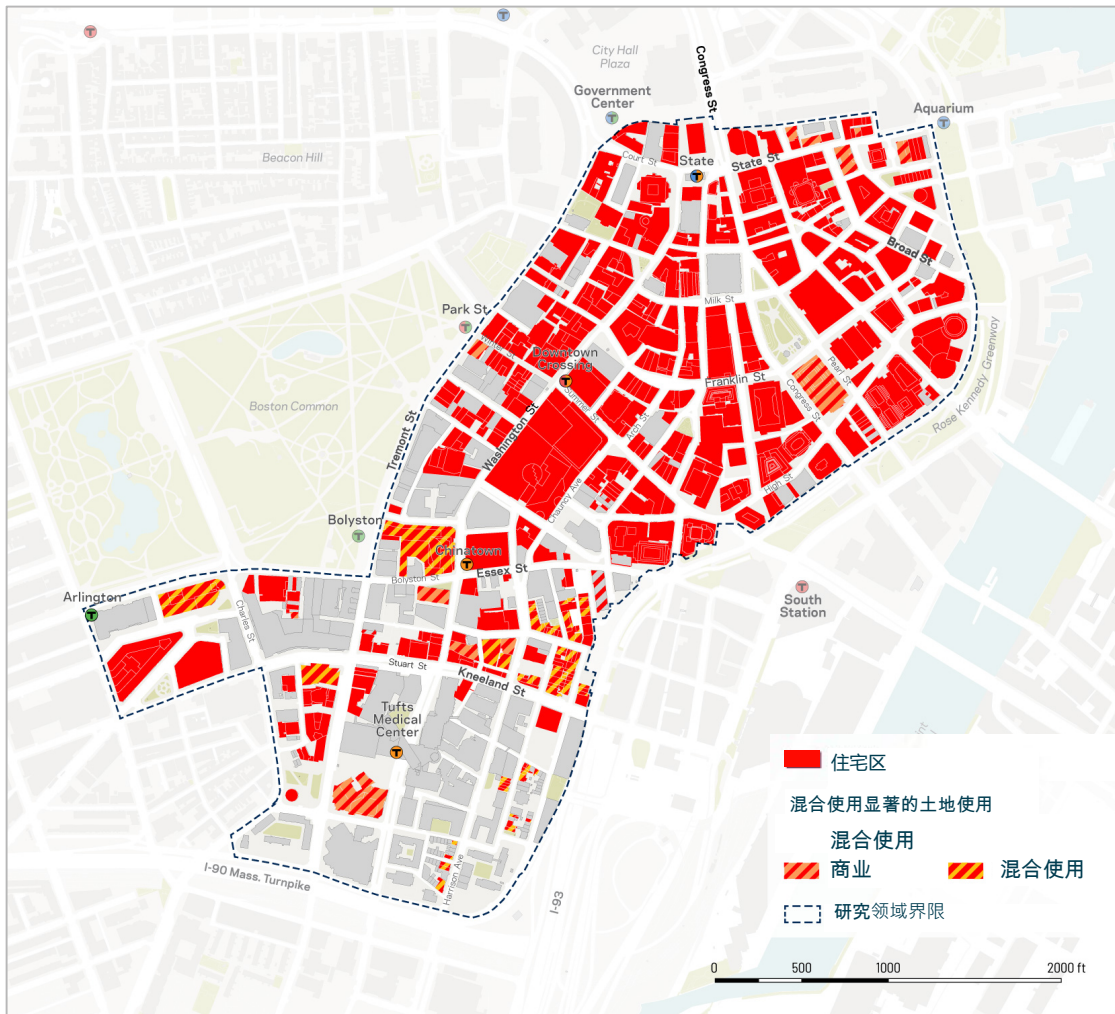 City Hall
Plaza
Congress St
Government
Center
Aquarium
Beacon Hill
Court St
State
State St
Broad St
Milk St
Park St
Winter St
Downtown
Crossing
Franklin St
Pearl St
Congress St
Rose Kennedy Greenway
Boston Common
Summer St
Arch St
Tremont St
Washington St
High St
Chauncy Ave
Bolyston
Chinatown
Bolyston St
Essex St
Arlington
Charles St
South
Station
Stuart St
Kneeland St
Tufts
Medical
Center
住宅区
混合使用显著的土地使用
混合使用
商业
混合使用
研究领域界限
I-90 Mass. Turnpike
Harrison Ave
I-93
0 500 1000 2000 ft